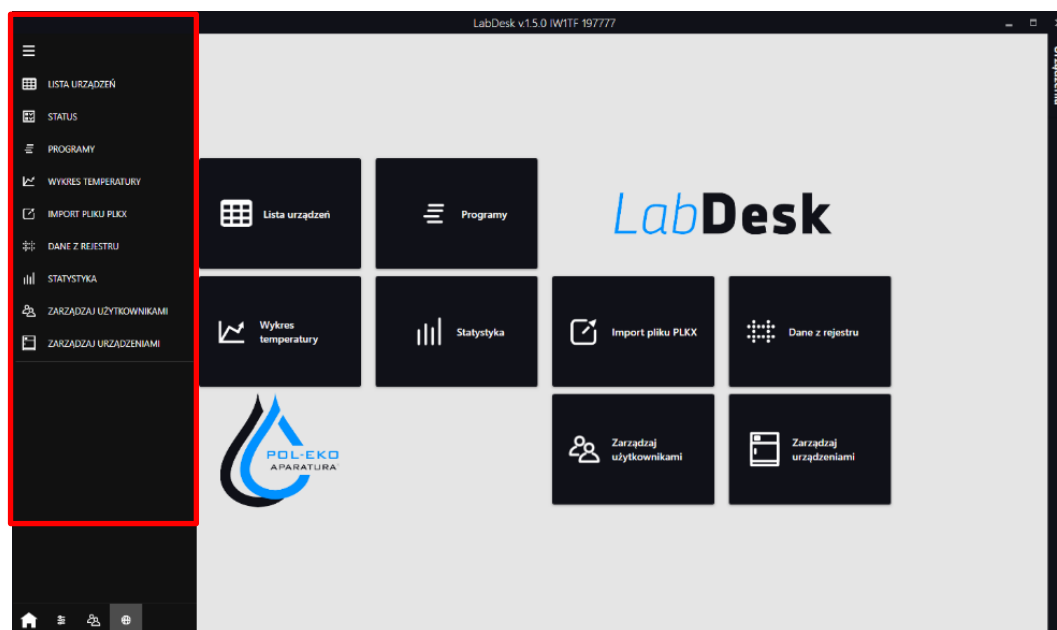 LabDesk v.1.5.0 IW1TF 197777
LISTA URZĄDZEŃ
STATUS
PROGRAMY
WYKRES TEMPERATURY
IMPORT PLIKU PLKX
DANE Z REJESTRU
STATYSTYKA
ZARZĄDZAJ UŻYTKOWNIKAMI
ZARZĄDZAJ URZĄDZENIAMI
Lista urządzeń
Programy
LabDesk
Wykres
temperatury
Statystyka
Import pliku PLKX
Dane z rejestru
POL-EKO
APARATURA
Zarządzaj
użytkownikami
Zarządzaj
urządzeniami